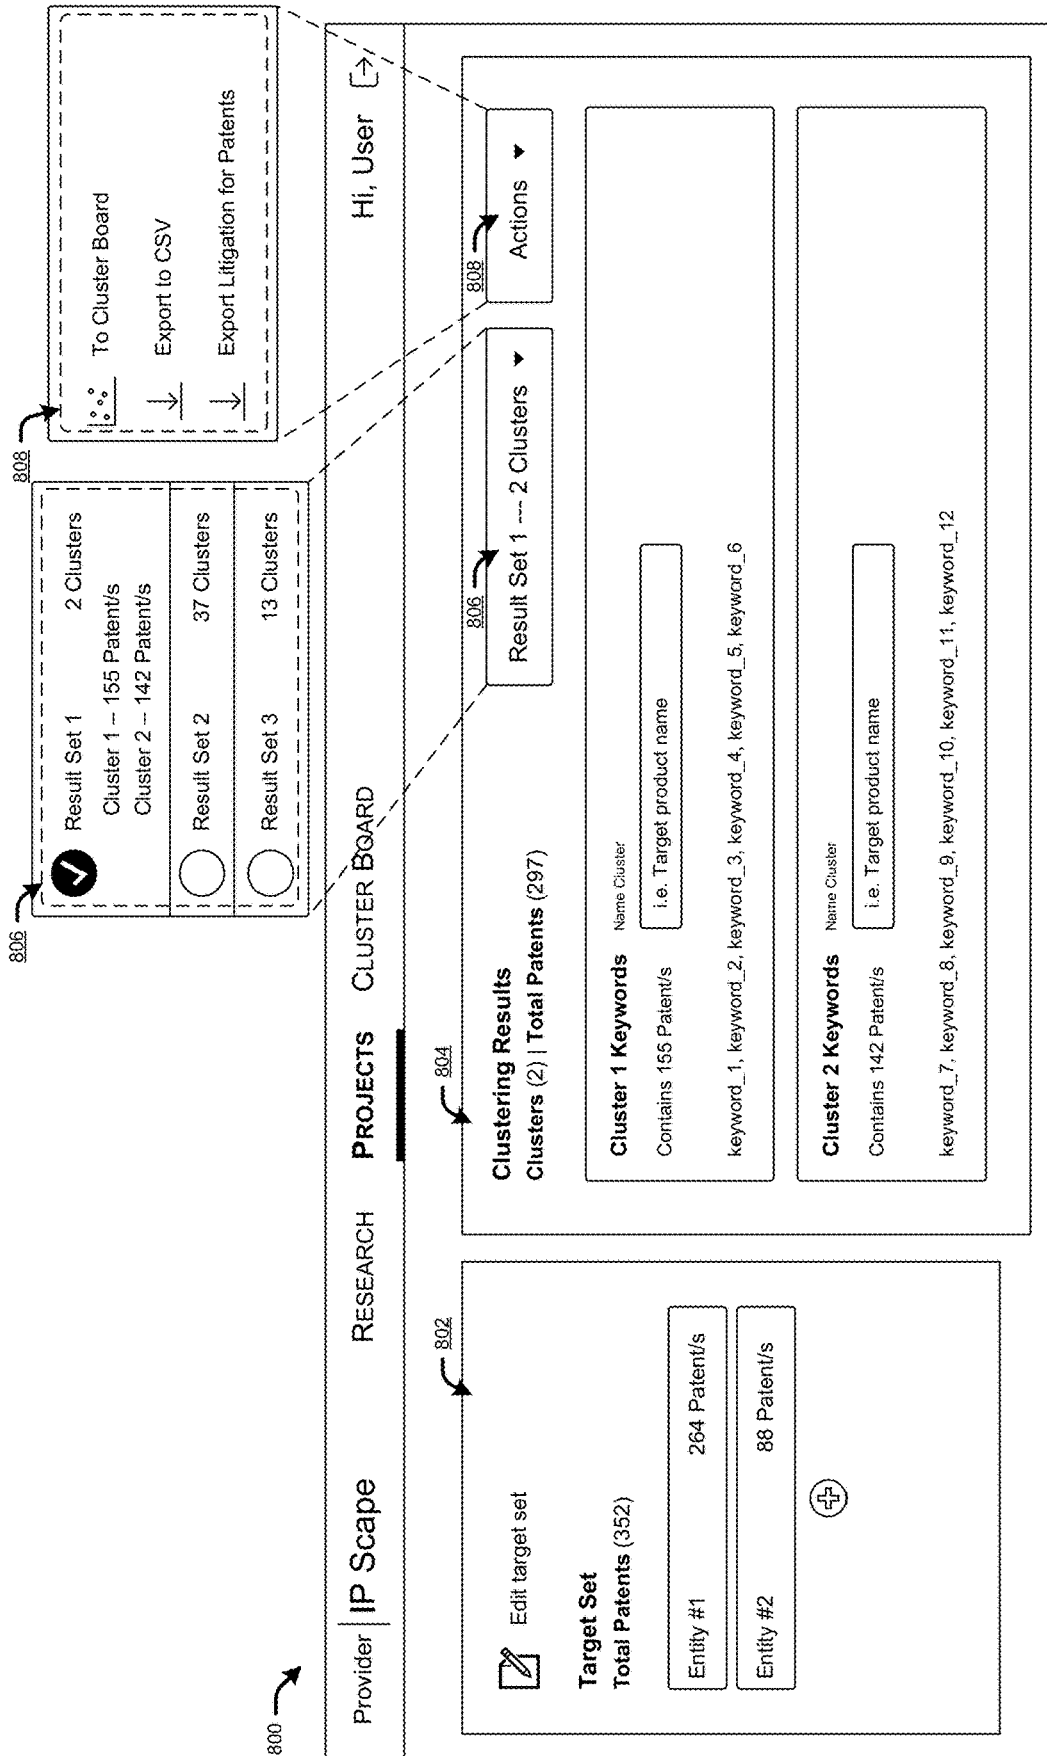 800
806
Result Set 1 2 Clusters
Cluster 1 – 155 Patent/s
Cluster 2 – 142 Patent/s
Result Set 2 37 Clusters
Result Set 3 13 Clusters
808
To Cluster Board
Export to CSV
Export Litigation for Patents
Provider | IP Scape RESEARCH PROJECTS CLUSTER BOARD Hi, User
802
Edit target set
Target Set
Total Patents (352)
Entity #1 264 Patent/s
Entity #2 88 Patent/s
804
Clustering Results
Clusters (2) | Total Patents (297)
806
Result Set 1 --- 2 Clusters
808
Actions
Cluster 1 Keywords Name Cluster
Contains 155 Patent/s i.e. Target product name
keyword_1, keyword_2, keyword_3, keyword_4, keyword_5, keyword_6
Cluster 2 Keywords Name Cluster
Contains 142 Patent/s i.e. Target product name
keyword_7, keyword_8, keyword_9, keyword_10, keyword_11, keyword_12